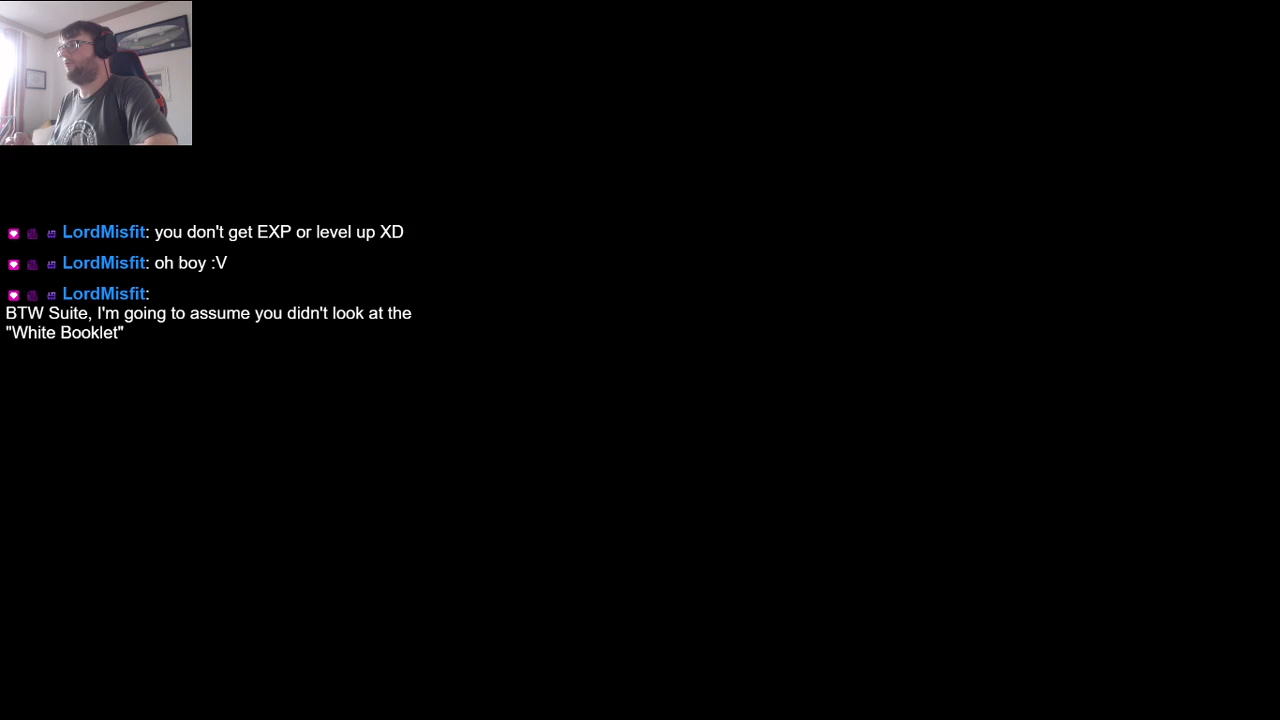 LordMisfit: you don't get EXP or level up XD
LordMisfit: oh boy :V
LordMisfit:
BTW Suite, I'm going to assume you didn't look at the
"White Booklet"